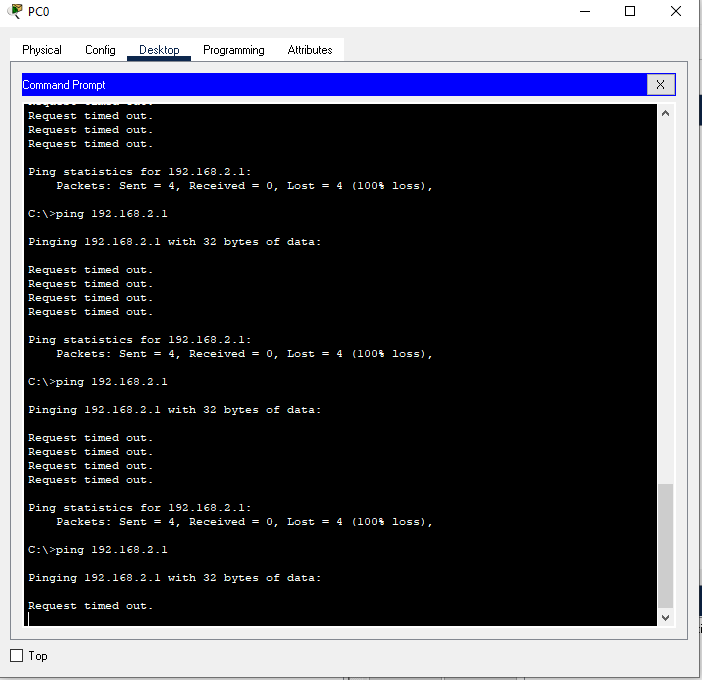 PC0
Physical Config Desktop Programming Attributes
Command Prompt X
Request timed out.
Request timed out.
Request timed out.
Request timed out.
Ping statistics for 192.168.2.1:
Packets: Sent = 4, Received = 0, Lost = 4 (100% loss),
C:\>ping 192.168.2.1
Pinging 192.168.2.1 with 32 bytes of data:
Request timed out.
Request timed out.
Request timed out.
Request timed out.
Ping statistics for 192.168.2.1:
Packets: Sent = 4, Received = 0, Lost = 4 (100% loss),
C:\>ping 192.168.2.1
Pinging 192.168.2.1 with 32 bytes of data:
Request timed out.
Request timed out.
Request timed out.
Request timed out.
Ping statistics for 192.168.2.1:
Packets: Sent = 4, Received = 0, Lost = 4 (100% loss),
C:\>ping 192.168.2.1
Pinging 192.168.2.1 with 32 bytes of data:
Request timed out.
Top